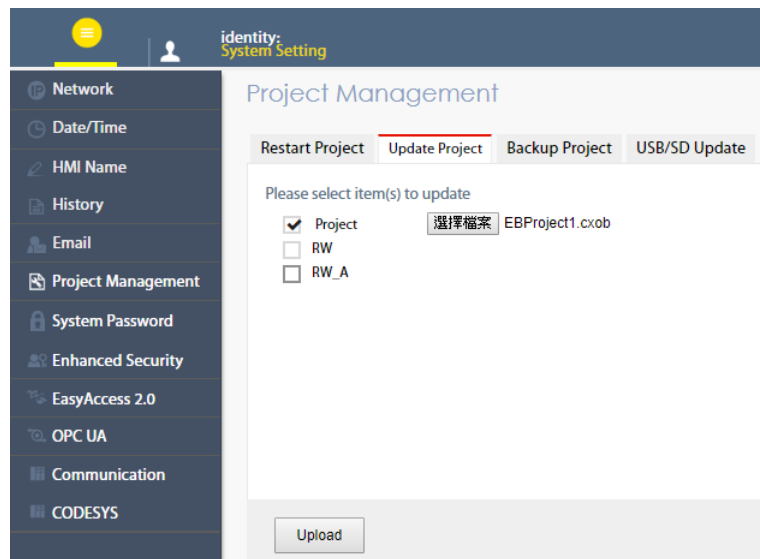 identity:
System Setting
Network
Date/Time
HMI Name
History
Email
Project Management
System Password
Enhanced Security
EasyAccess 2.0
OPC UA
Communication
CODESYS
Project Management
Restart Project Update Project Backup Project USB/SD Update
Please select item(s) to update
Project 選擇檔案 EBProject1.cxob
RW
RW_A
Upload